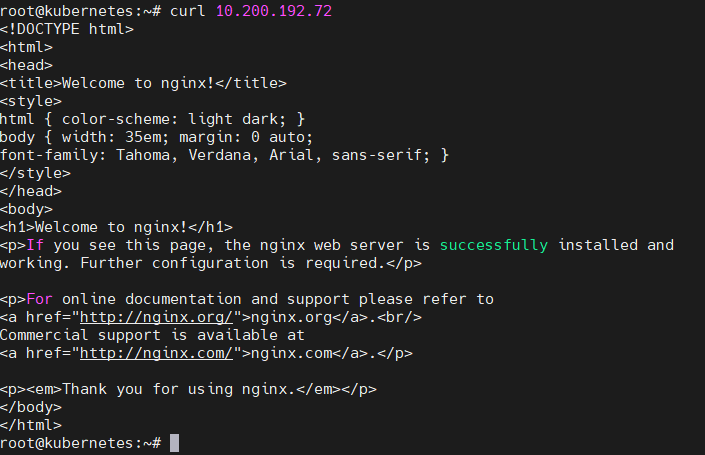 root@kubernetes:~# curl 10.200.192.72
<!DOCTYPE html>
<html>
<head>
<title>Welcome to nginx!</title>
<style>
html { color-scheme: light dark; }
body { width: 35em; margin: 0 auto;
font-family: Tahoma, Verdana, Arial, sans-serif; }
</style>
</head>
<body>
<h1>Welcome to nginx!</h1>
<p>If you see this page, the nginx web server is successfully installed and
working. Further configuration is required.</p>

<p>For online documentation and support please refer to
<a href="http://nginx.org/">nginx.org</a>.<br/>
Commercial support is available at
<a href="http://nginx.com/">nginx.com</a>.</p>

<p><em>Thank you for using nginx.</em></p>
</body>
</html>
root@kubernetes:~#